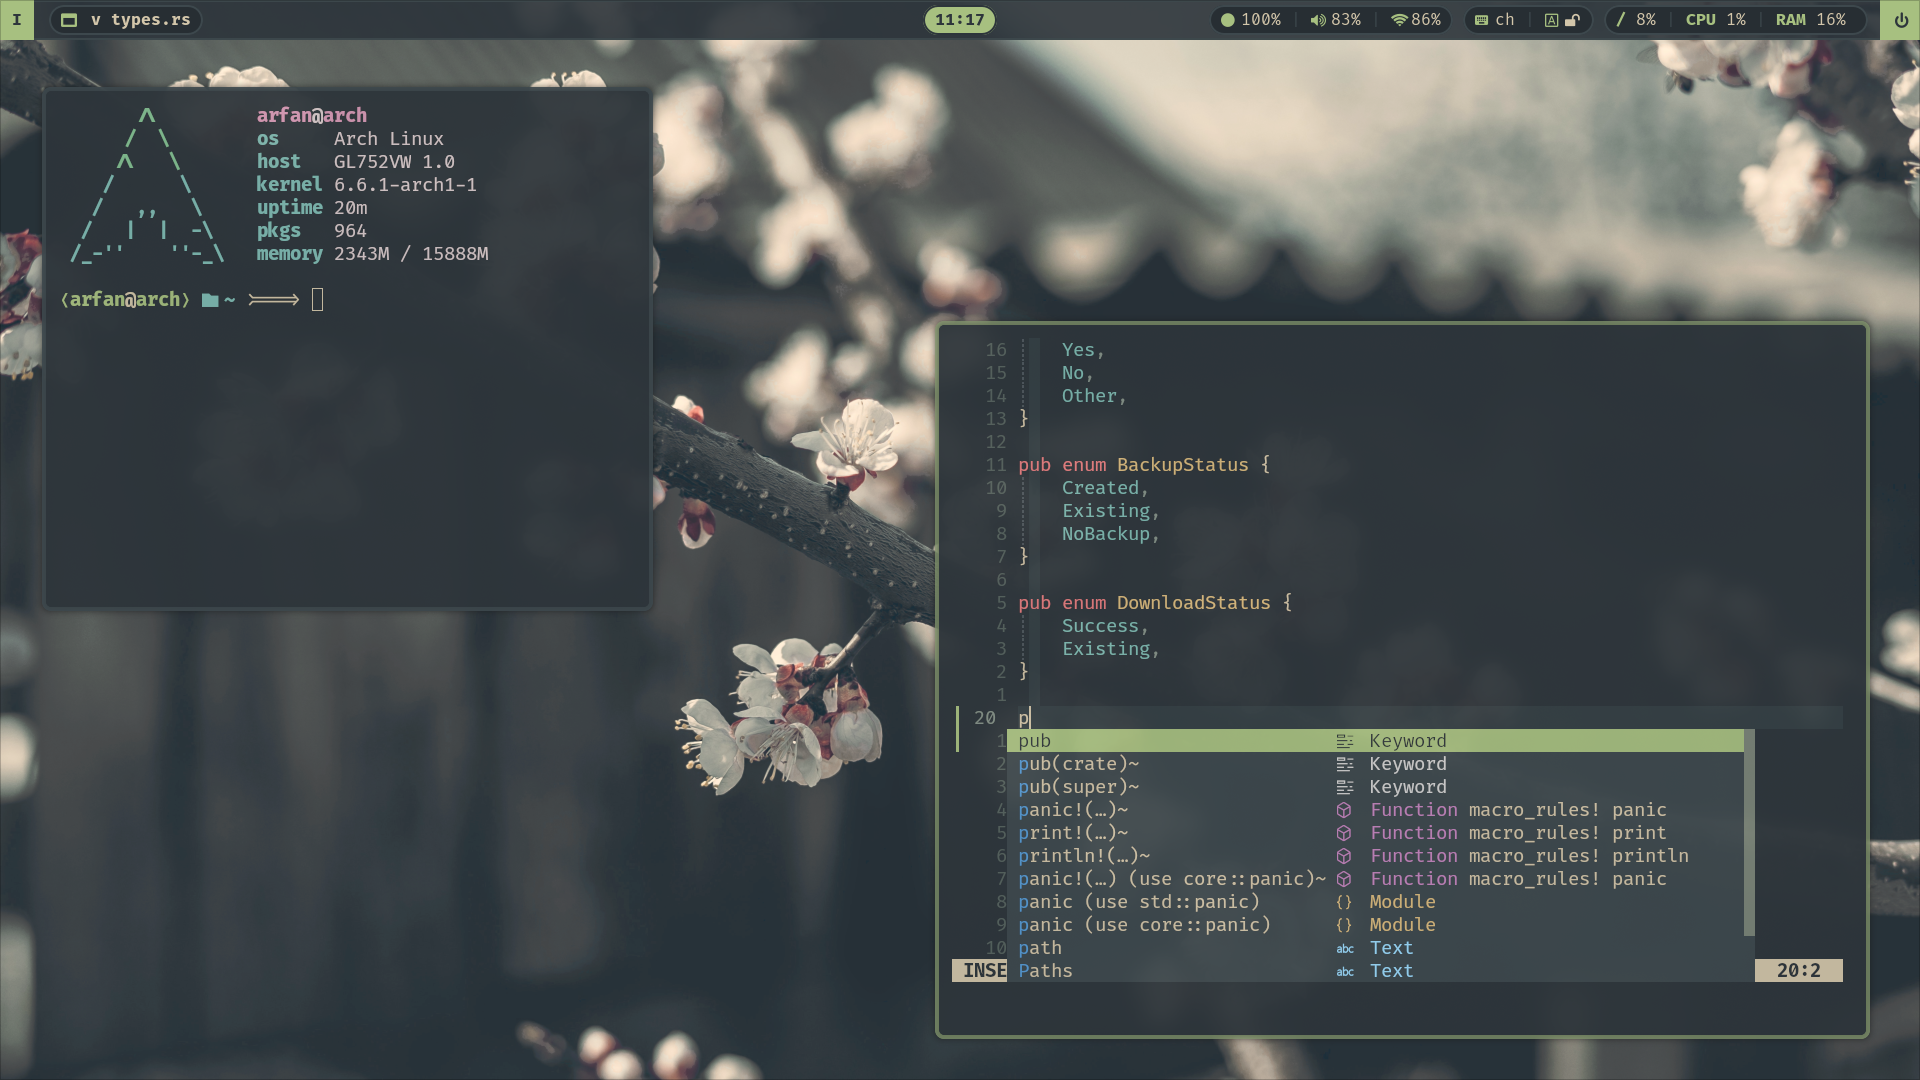 I
v types.rs
11:17
100%
83%
86%
ch
A
/ 8%
CPU 1%
RAM 16%
arfan@arch
os Arch Linux
host GL752VW 1.0
kernel 6.6.1-arch1-1
uptime 20m
pkgs 964
memory 2343M / 15888M
⟨arfan@arch⟩ ~
16 Yes,
15 No,
14 Other,
13 }
12
11 pub enum BackupStatus {
10 Created,
9 Existing,
8 NoBackup,
7 }
6
5 pub enum DownloadStatus {
4 Success,
3 Existing,
2 }
1
20 p
1 pub Keyword
2 pub(crate)~ Keyword
3 pub(super)~ Keyword
4 panic!(…)~ Function macro_rules! panic
5 print!(…)~ Function macro_rules! print
6 println!(…)~ Function macro_rules! println
7 panic!(…) (use core::panic)~ Function macro_rules! panic
8 panic (use std::panic) {} Module
9 panic (use core::panic) {} Module
10 path abc Text
INSE Paths abc Text 20:2